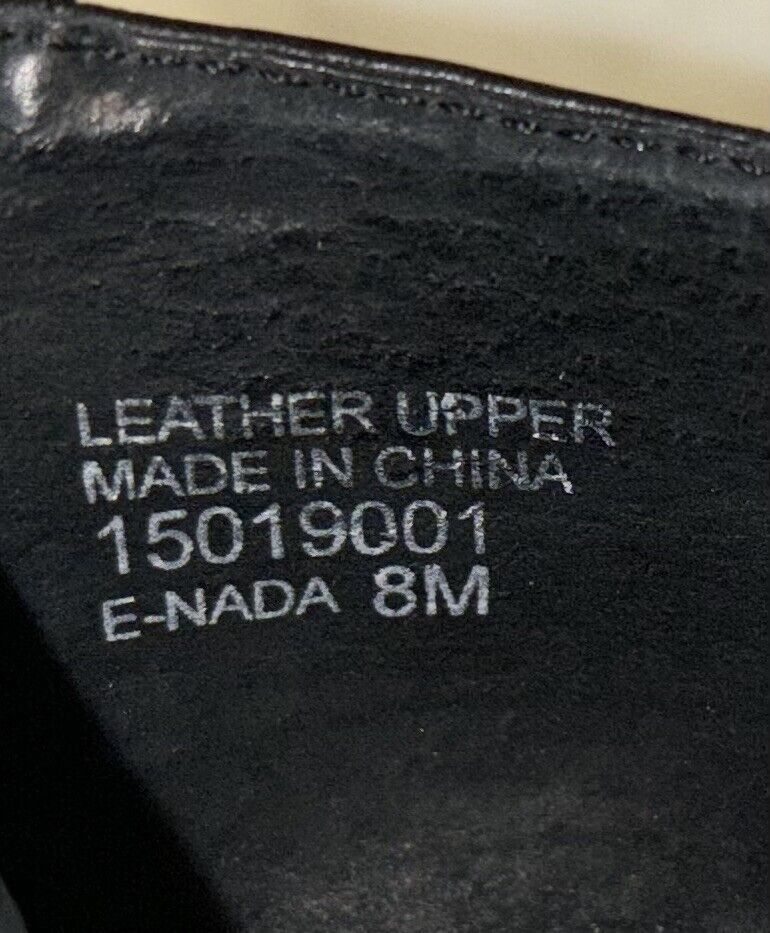 LEATHER UPPER
MADE IN CHINA
15019001
E-NADA 8M